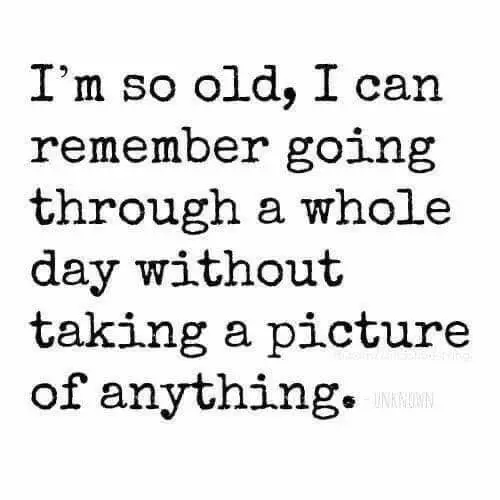 I'm so old, I can
remember going
through a whole
day without
taking a picture
of anything. - UNKNOWN